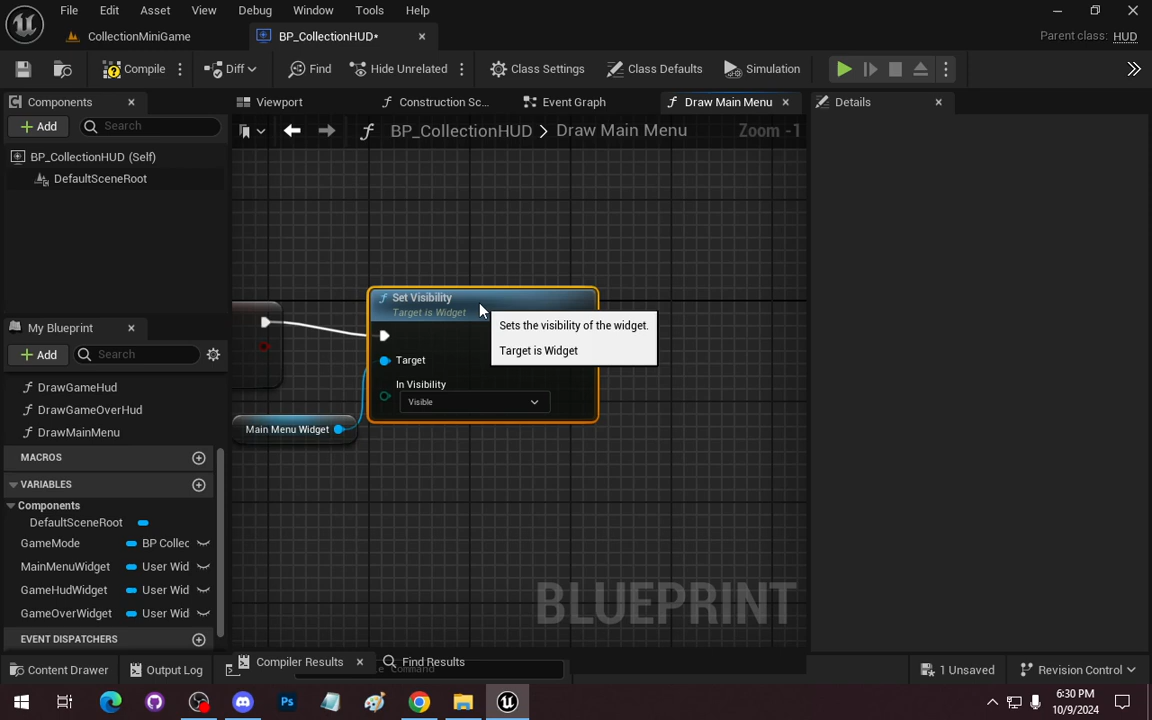 File Edit Asset View Debug Window Tools Help
CollectionMiniGame
BP_CollectionHUD*
Parent class: HUD
Compile
Diff
Find
Hide Unrelated
Class Settings
Class Defaults
Simulation
Components
Add
Search
BP_CollectionHUD (Self)
DefaultSceneRoot
Viewport
Construction Sc...
Event Graph
Draw Main Menu
Details
BP_CollectionHUD > Draw Main Menu
Zoom -1
Set Visibility
Target is Widget
Target
In Visibility
Visible
Main Menu Widget
Sets the visibility of the widget.
Target is Widget
BLUEPRINT
My Blueprint
Add
Search
DrawGameHud
DrawGameOverHud
DrawMainMenu
MACROS
VARIABLES
Components
DefaultSceneRoot
GameMode BP Collec
MainMenuWidget User Wid
GameHudWidget User Wid
GameOverWidget User Wid
EVENT DISPATCHERS
Content Drawer
Output Log
Compiler Results
Find Results
1 Unsaved
Revision Control
6:30 PM
10/9/2024